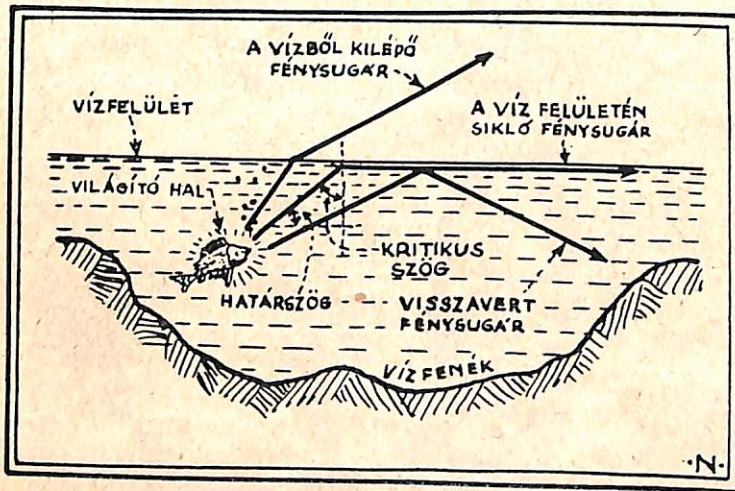 A VÍZBŐL KILÉPŐ
FÉNYSUGÁR
VÍZFELÜLET
A VÍZ FELÜLETÉN
SIKLÓ FÉNYSUGÁR
VILÁGÍTÓ HAL
KRITIKUS
SZÖG
HATÁRSZÖG
VISSZAVERT
FÉNYSUGÁR
VÍZFENÉK
·N·